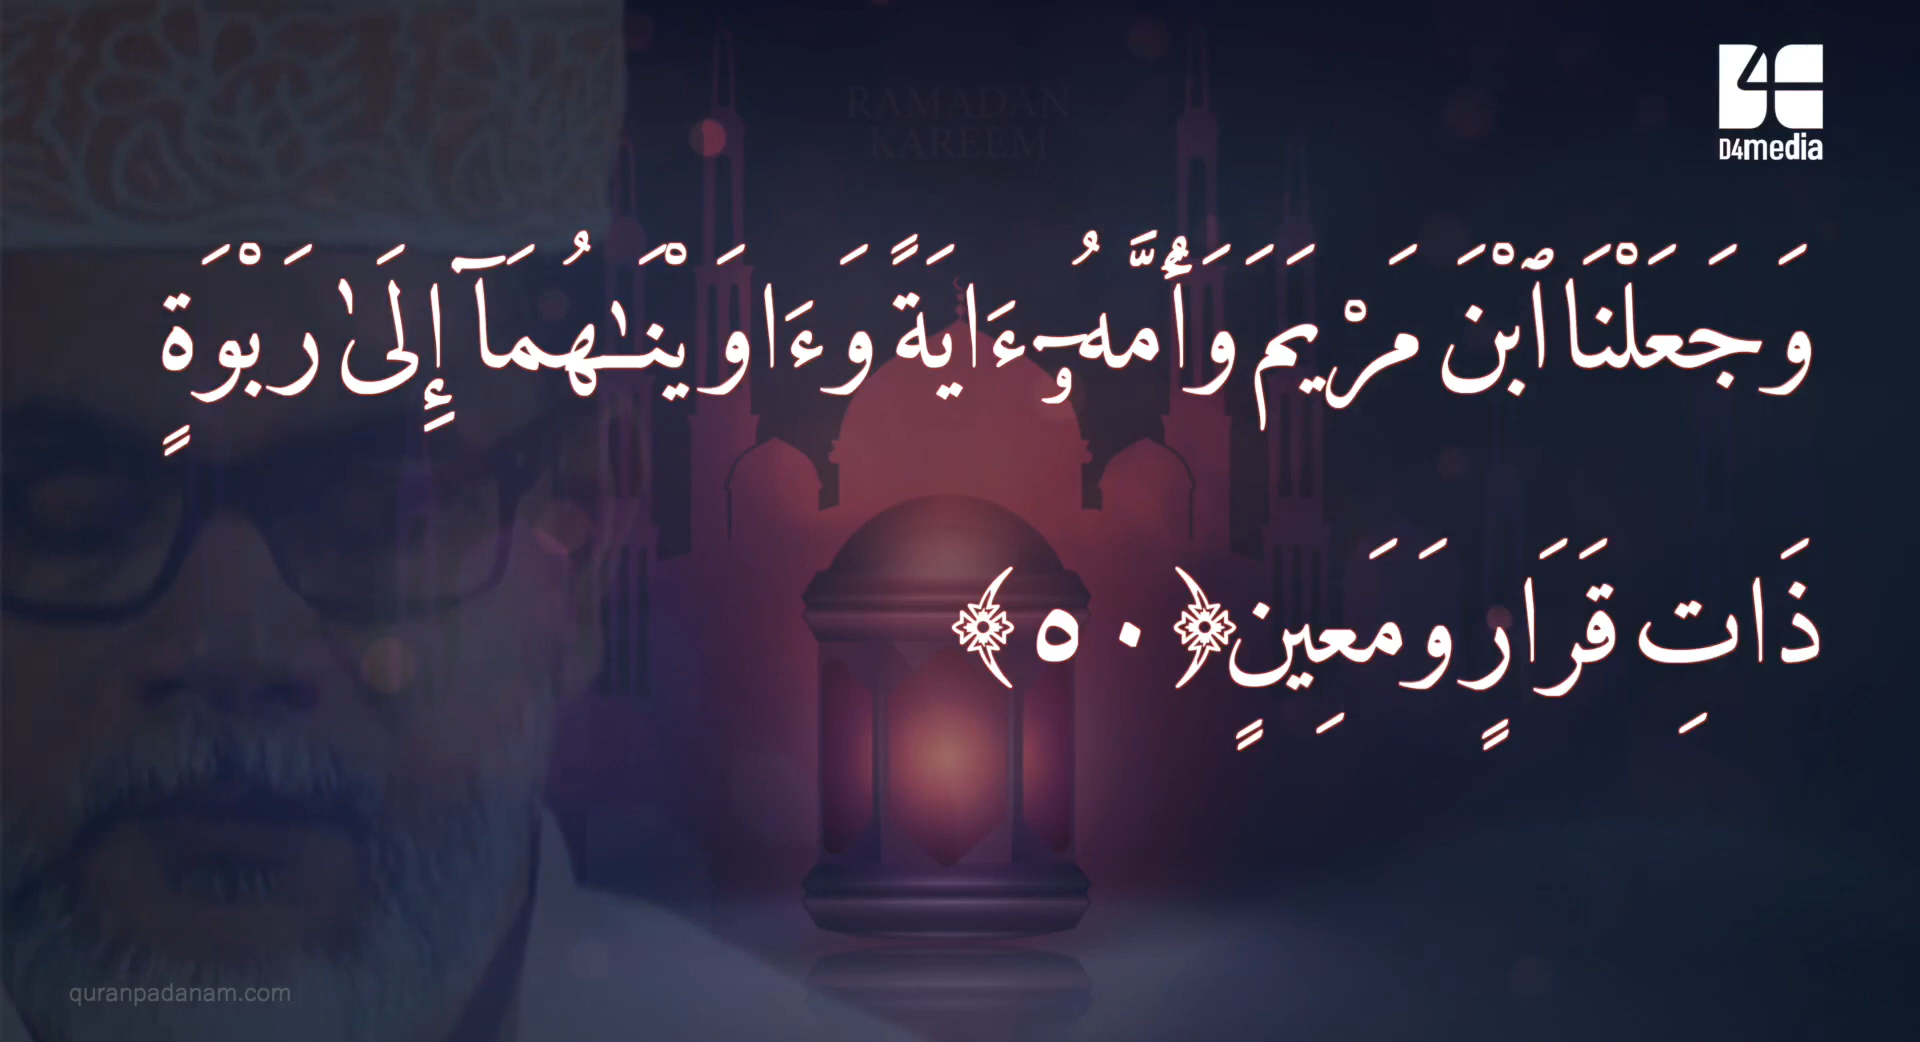 D4media
RAMADAN
KAREEM
وَجَعَلْنَا ٱبْنَ مَرْيَمَ وَأُمَّهُۥٓ ءَايَةً وَءَاوَيْنَـٰهُمَآ إِلَىٰ رَبْوَةٍ
ذَاتِ قَرَارٍ وَمَعِينٍ ﴿٥٠﴾
quranpadanam.com